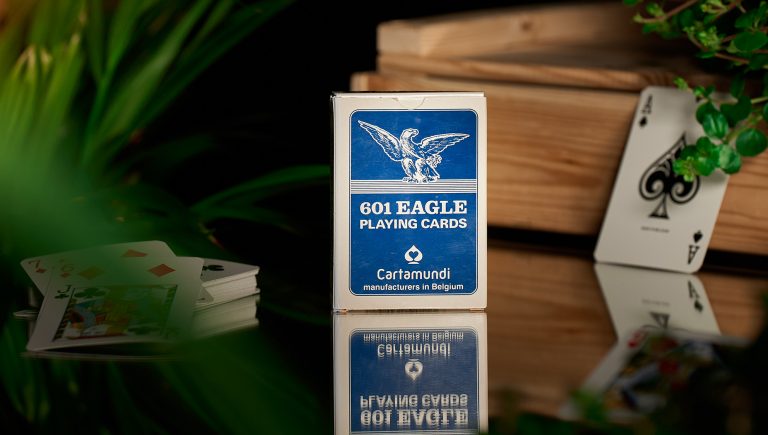 601 EAGLE
PLAYING CARDS
Cartamundi
manufacturers in Belgium
A
A
J